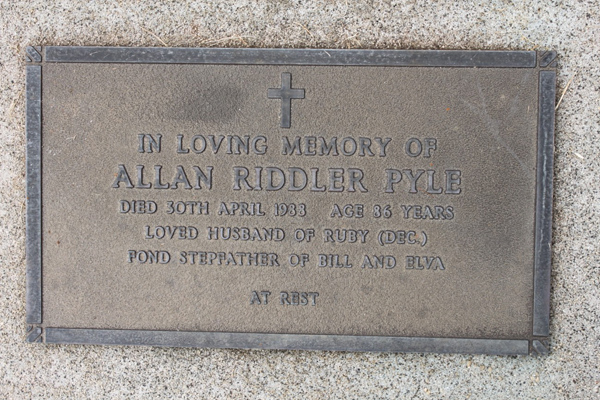 IN LOVING MEMORY OF
ALLAN RIDDLER PYLE
DIED 30TH APRIL 1988 AGE 86 YEARS
LOVED HUSBAND OF RUBY (DEC.)
FOND STEPFATHER OF BILL AND ELVA
AT REST